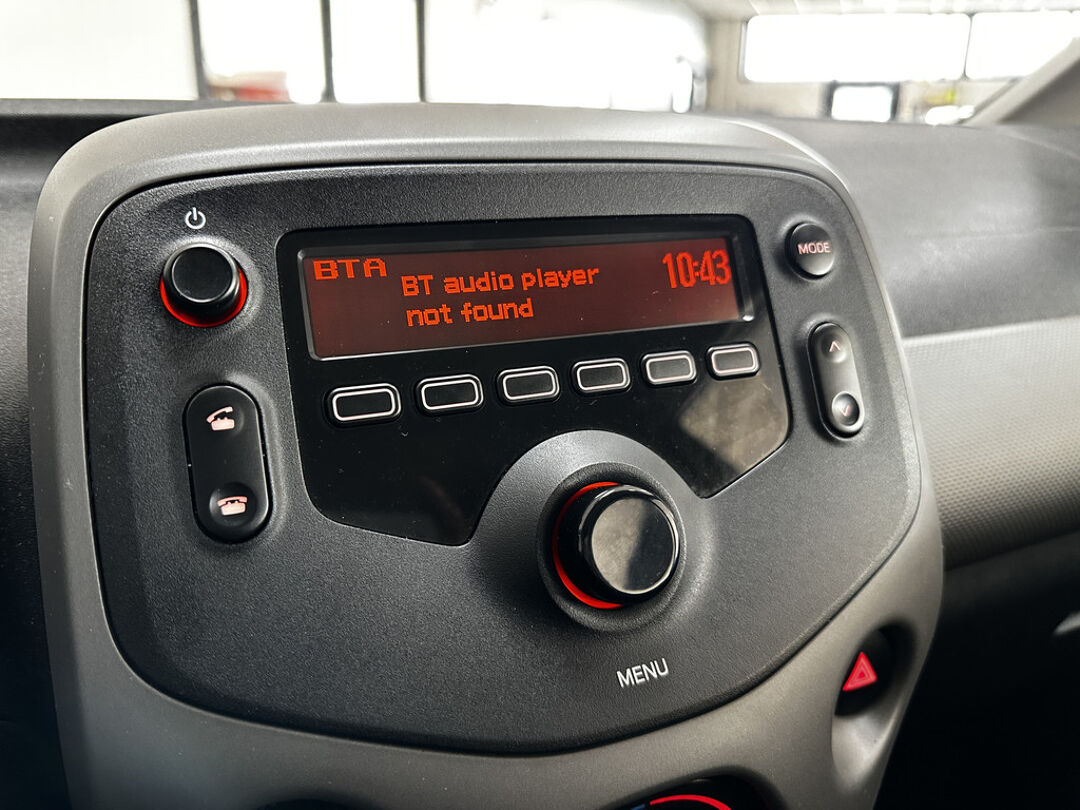 BTA
BT audio player
not found
10:43
MODE
MENU